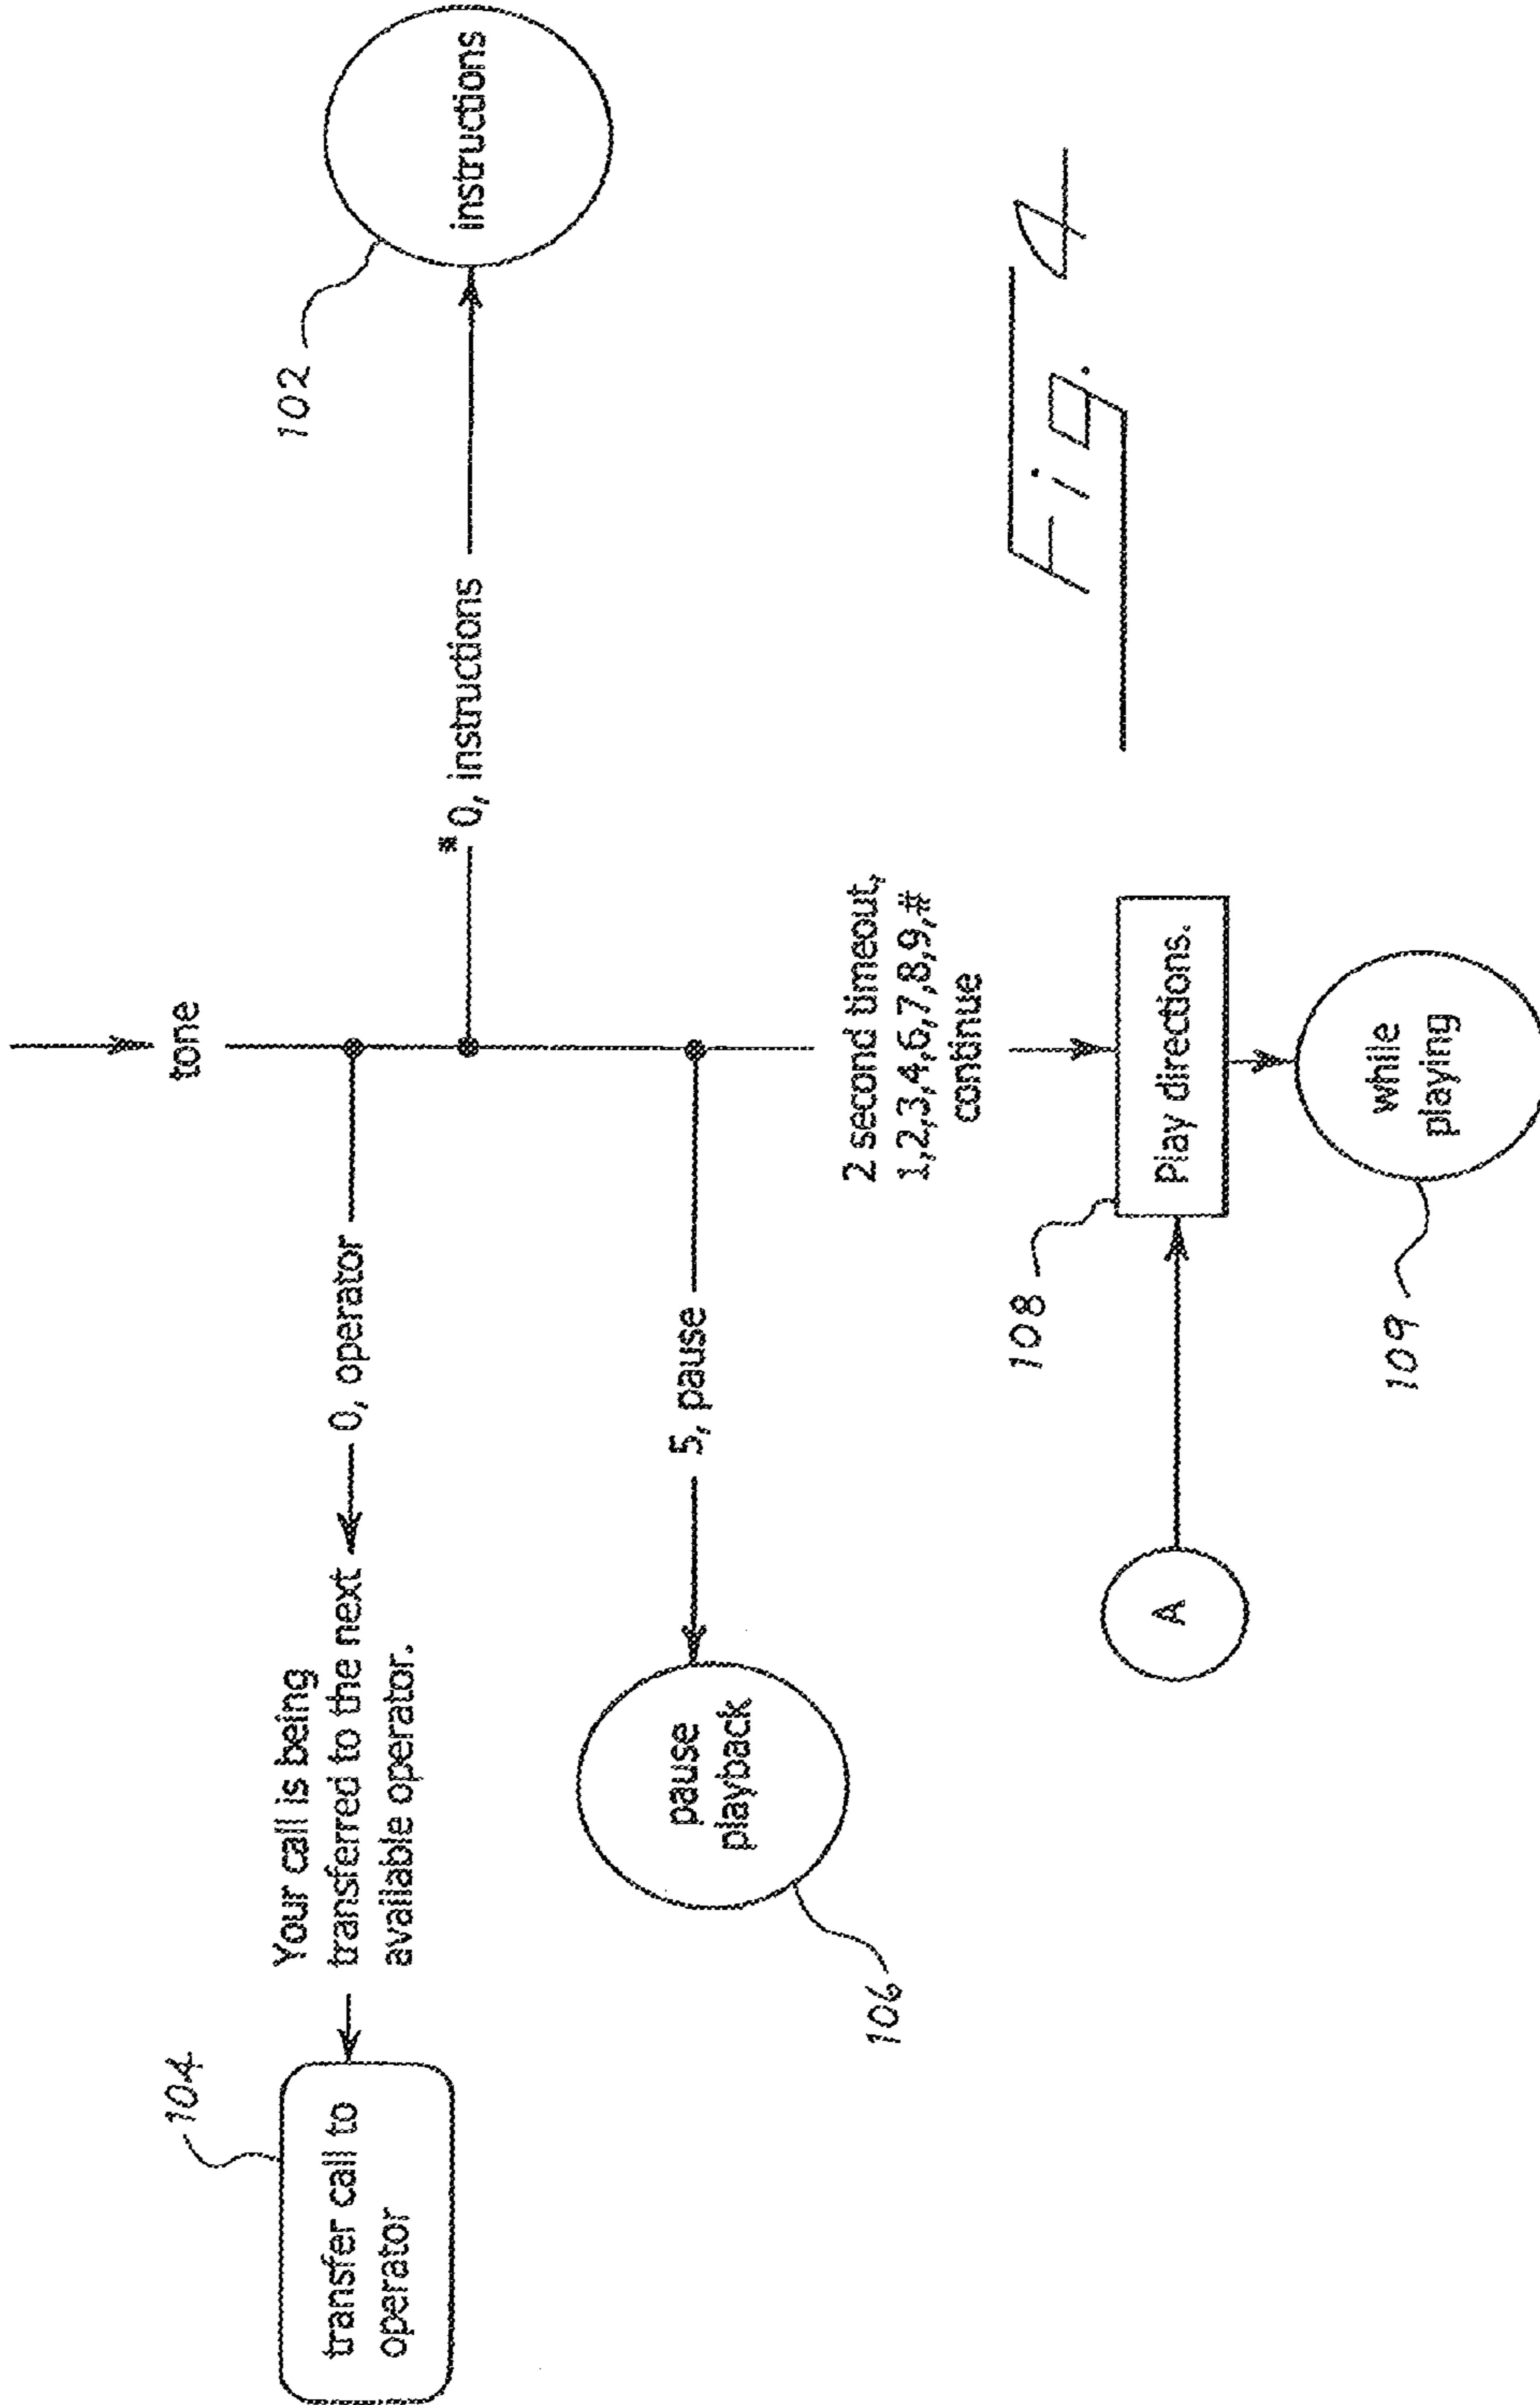 tone
Your call is being
transferred to the next
available operator.
0, operator
104
transfer call to
operator
*0, instructions
102
instructions
5, pause
pause
playback
106
2 second timeout,
1,2,3,4,6,7,8,9,#
continue
108
Play directions.
A
while
playing
109
Fig. 4